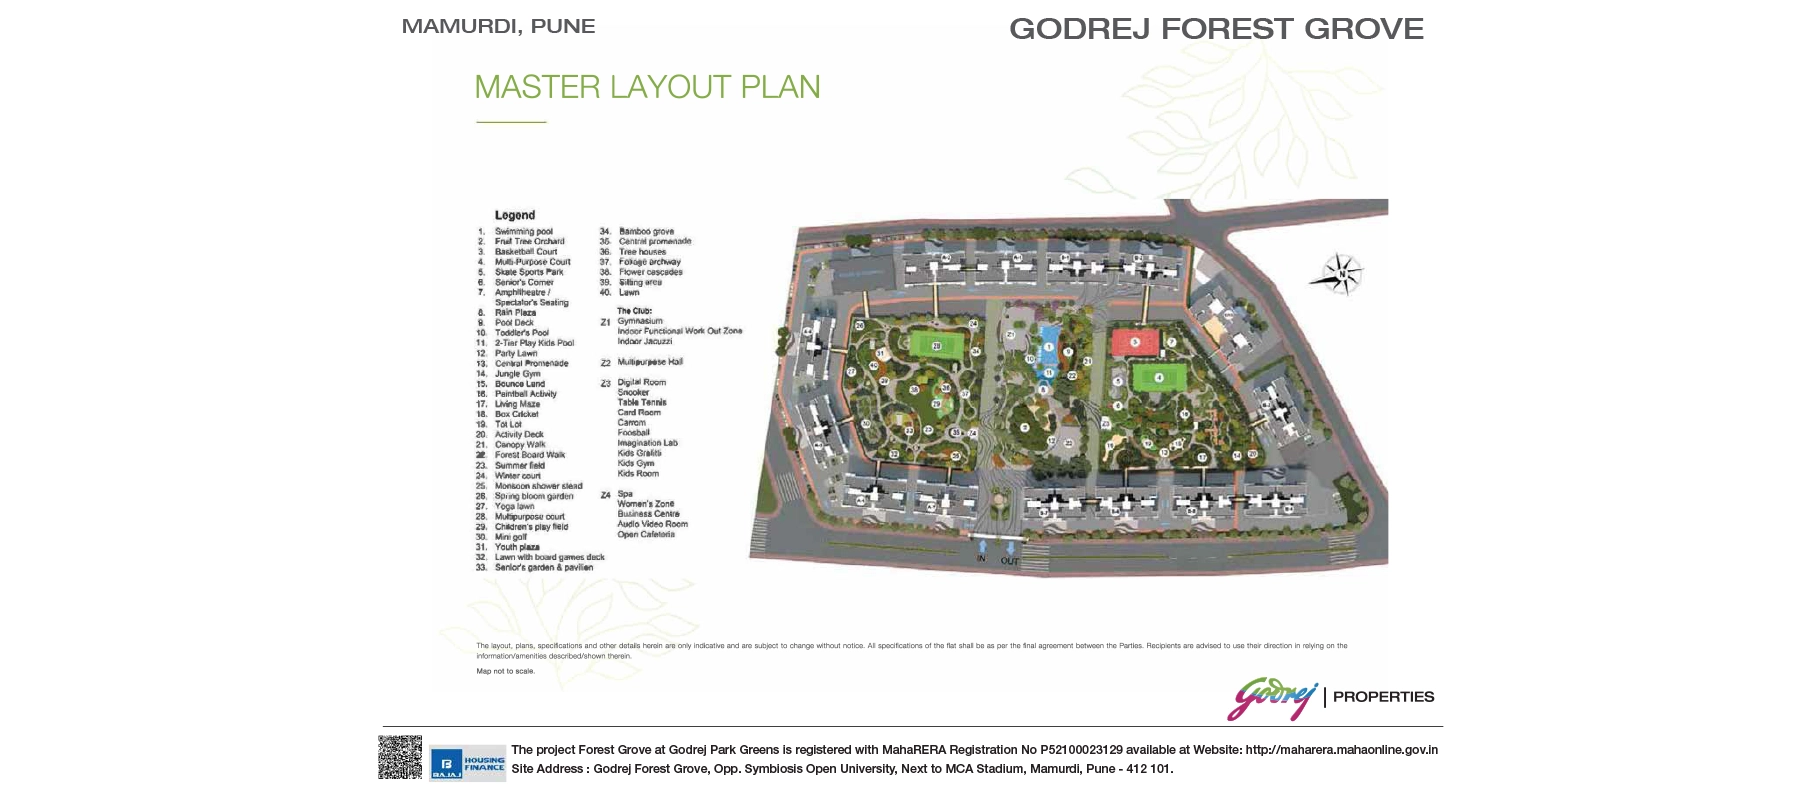 MAMURDI, PUNE
GODREJ FOREST GROVE
MASTER LAYOUT PLAN
Legend
1. Swimming pool
2. Fruit Tree Orchard
3. Basketball Court
4. Multi-Purpose Court
5. Skate Sports Park
6. Senior's Corner
7. Amphitheatre /
Spectator's Seating
8. Rain Plaza
9. Pool Deck
10. Toddler's Pool
11. 2-Tier Play Kids Pool
12. Party Lawn
13. Central Promenade
14. Jungle Gym
15. Bounce Land
16. Paintball Activity
17. Living Maze
18. Box Cricket
19. Tot Lot
20. Activity Deck
21. Canopy Walk
22. Forest Board Walk
23. Summer field
24. Winter court
25. Monsoon shower stead
26. Spring bloom garden
27. Yoga lawn
28. Multipurpose court
29. Children's play field
30. Mini golf
31. Youth plaza
32. Lawn with board games deck
33. Senior's garden & pavilion
34. Bamboo grove
35. Central promenade
36. Tree houses
37. Foliage archway
38. Flower cascades
39. Sitting area
40. Lawn
The Club:
Z1 Gymnasium
Indoor Functional Work Out Zone
Indoor Jacuzzi
Z2 Multipurpose Hall
Z3 Digital Room
Snooker
Table Tennis
Card Room
Carrom
Foosball
Imagination Lab
Kids Grafitti
Kids Gym
Kids Room
Z4 Spa
Women's Zone
Business Centre
Audio Video Room
Open Cafeteria
N
IN
OUT
The layout, plans, specifications and other details herein are only indicative and are subject to change without notice. All specifications of the flat shall be as per the final agreement between the Parties. Recipients are advised to use their direction in relying on the
information/amenities described/shown therein.
Map not to scale.
Godrej | PROPERTIES
BAJAJ
HOUSING
FINANCE
The project Forest Grove at Godrej Park Greens is registered with MahaRERA Registration No P52100023129 available at Website: http://maharera.mahaonline.gov.in
Site Address : Godrej Forest Grove, Opp. Symbiosis Open University, Next to MCA Stadium, Mamurdi, Pune - 412 101.